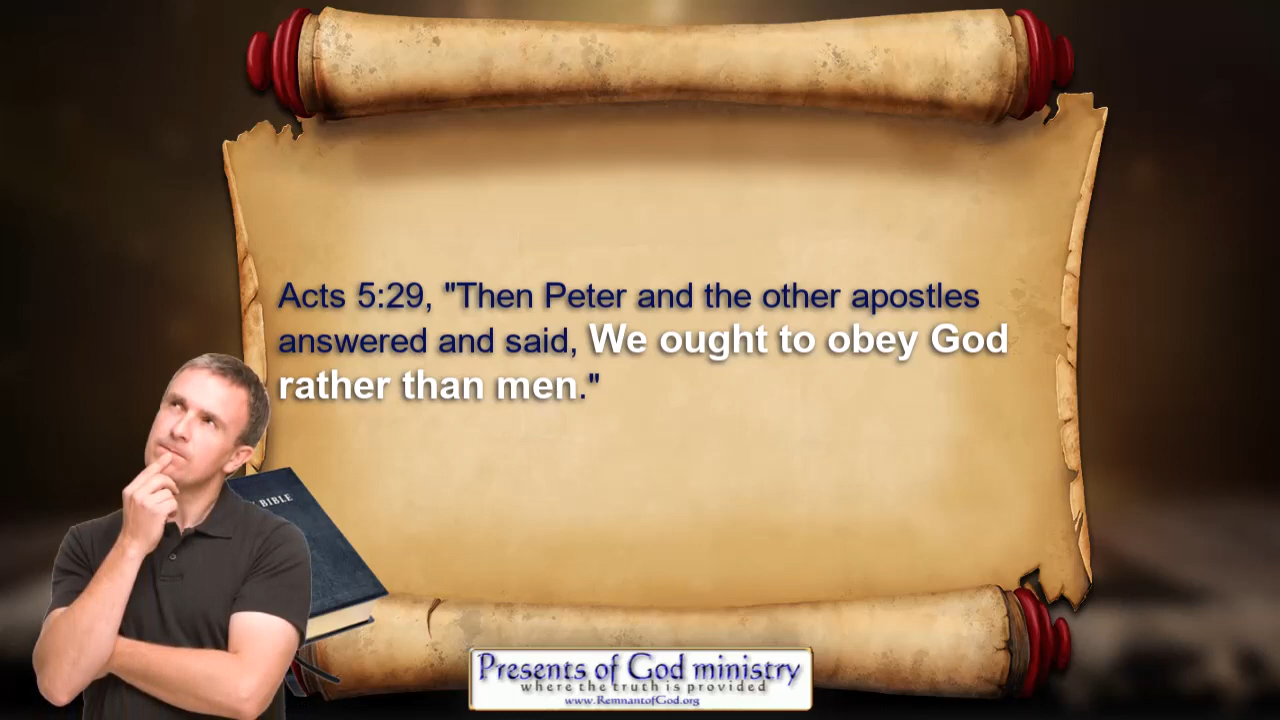 Acts 5:29, "Then Peter and the other apostles
answered and said, We ought to obey God
rather than men."
BIBLE
Presents of God ministry
where the truth is provided
www.RemnantofGod.org